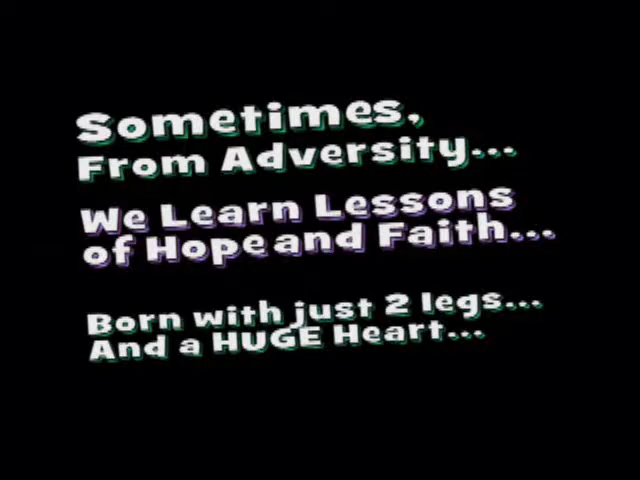 Sometimes,
From Adversity...
We Learn Lessons
of Hope and Faith...
Born with just 2 legs...
And a HUGE Heart...